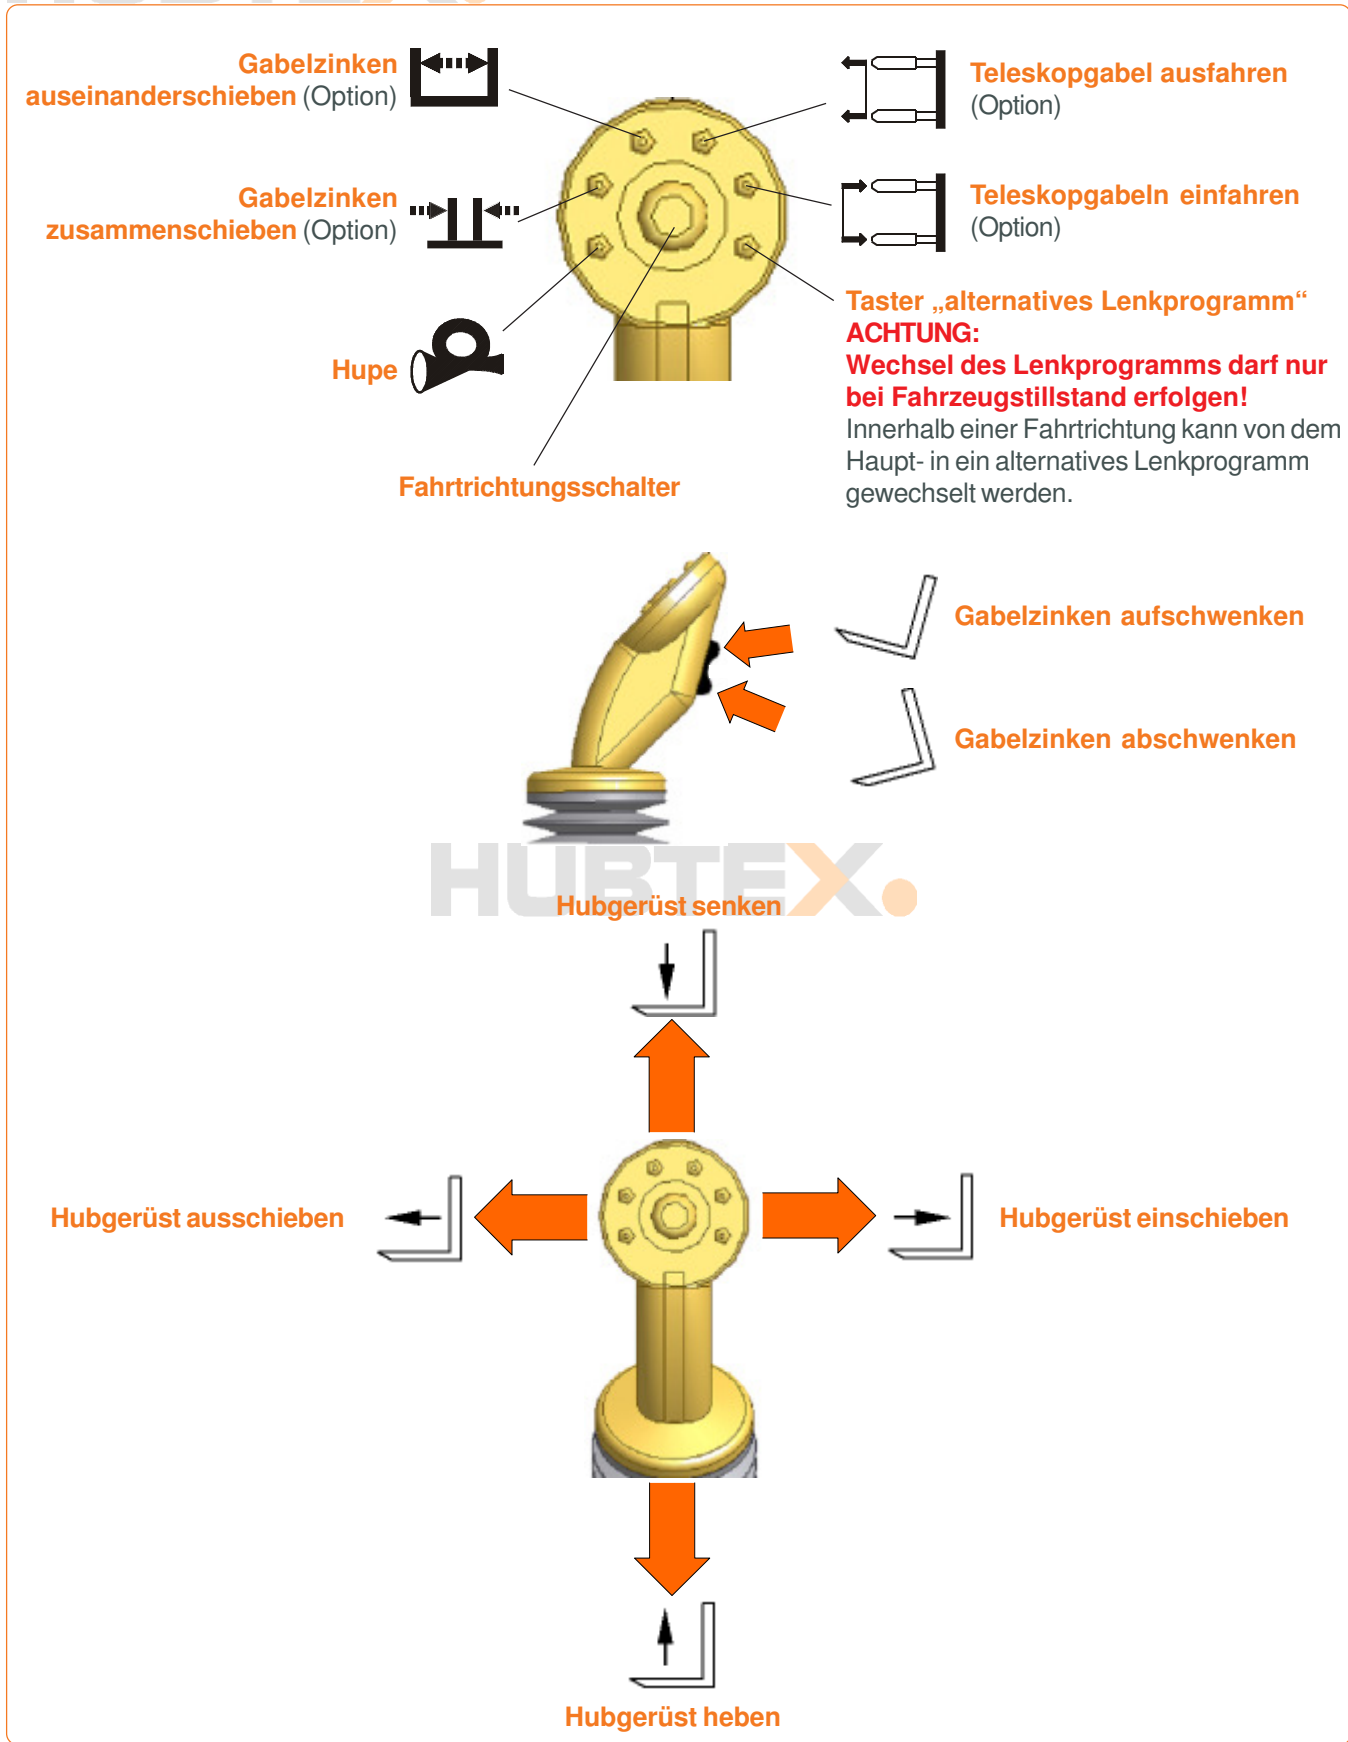 Gabelzinken
auseinanderschieben (Option)
Teleskopgabel ausfahren
(Option)
Gabelzinken
zusammenschieben (Option)
Teleskopgabeln einfahren
(Option)
Hupe
Taster „alternatives Lenkprogramm“
ACHTUNG:
Wechsel des Lenkprogramms darf nur
bei Fahrzeugstillstand erfolgen!
Innerhalb einer Fahrtrichtung kann von dem
Haupt- in ein alternatives Lenkprogramm
gewechselt werden.
Fahrtrichtungsschalter
Gabelzinken aufschwenken
Gabelzinken abschwenken
HUBTEX.
Hubgerüst senken
Hubgerüst ausschieben
Hubgerüst einschieben
Hubgerüst heben